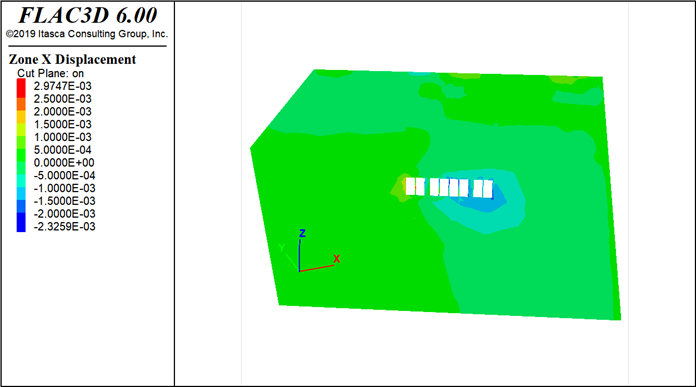 FLAC3D 6.00
©2019 Itasca Consulting Group, Inc.
Zone X Displacement
Cut Plane: on
2.9747E-03
2.5000E-03
2.0000E-03
1.5000E-03
1.0000E-03
5.0000E-04
0.0000E+00
-5.0000E-04
-1.0000E-03
-1.5000E-03
-2.0000E-03
-2.3259E-03
Z
Y
X